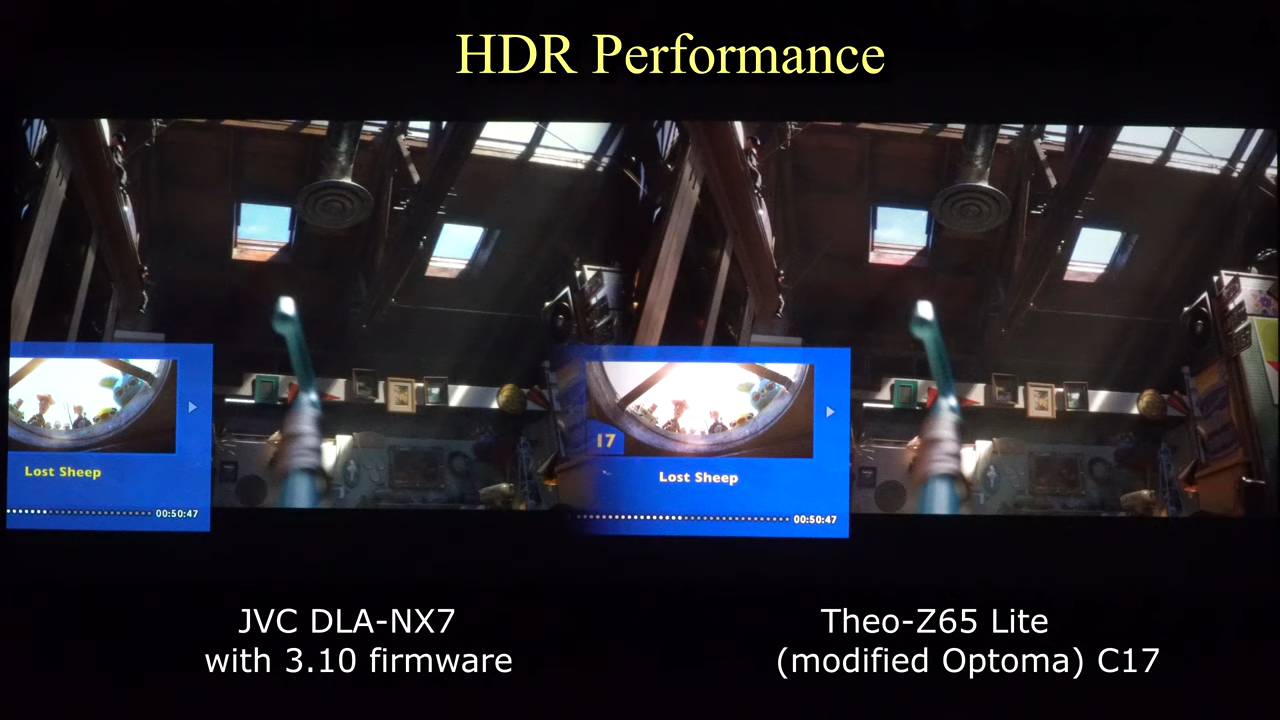 HDR Performance
Lost Sheep
00:50:47
17
Lost Sheep
00:50:47
JVC DLA-NX7
with 3.10 firmware
Theo-Z65 Lite
(modified Optoma) C17